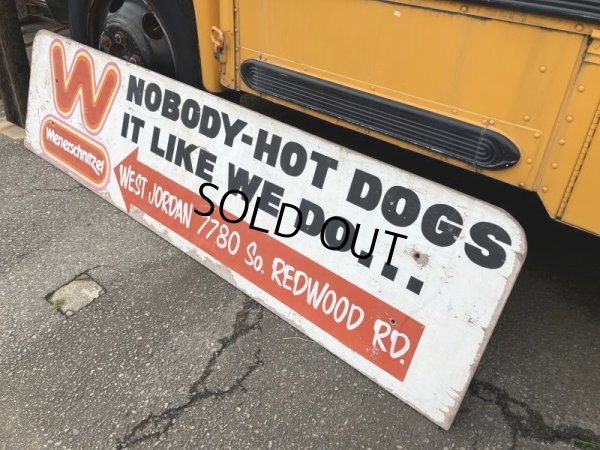 W
Wienerschnitzel
NOBODY-HOT DOGS
IT LIKE WE DO...
WEST JORDAN 7780 So. REDWOOD RD.
SOLD OUT